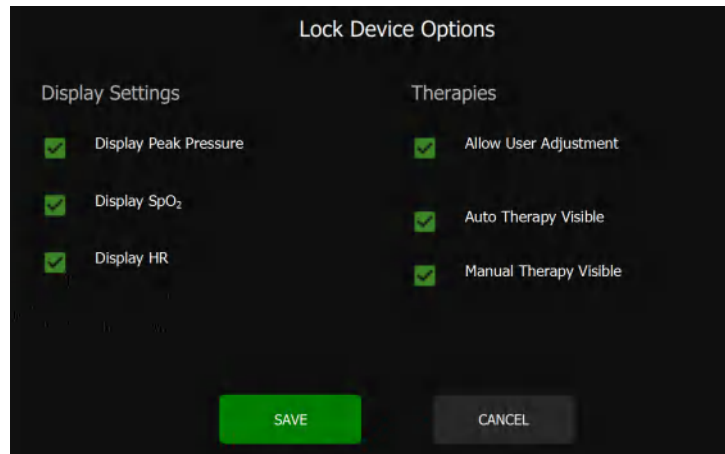 Lock Device Options
Display Settings
Display Peak Pressure
Display SpO₂
Display HR
Therapies
Allow User Adjustment
Auto Therapy Visible
Manual Therapy Visible
SAVE
CANCEL